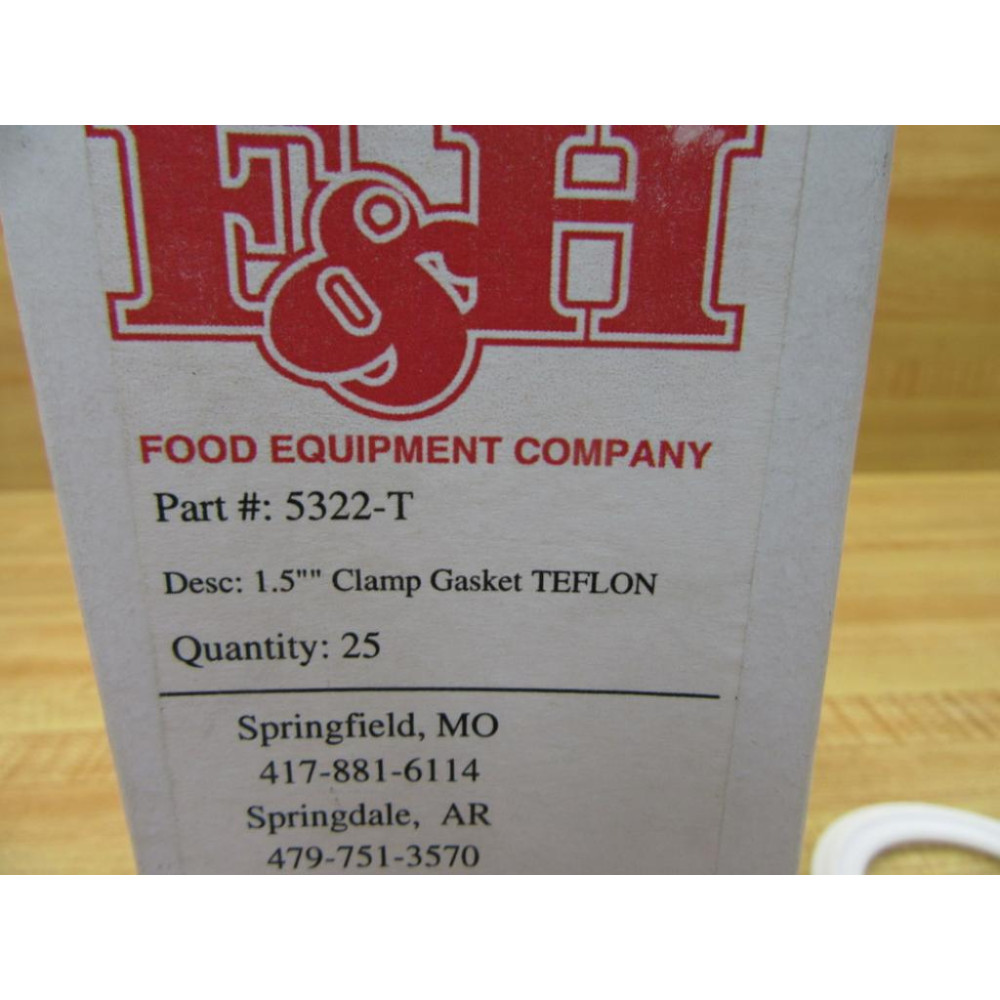 E&H
FOOD EQUIPMENT COMPANY
Part #: 5322-T
Desc: 1.5"" Clamp Gasket TEFLON
Quantity: 25
Springfield, MO
417-881-6114
Springdale, AR
479-751-3570